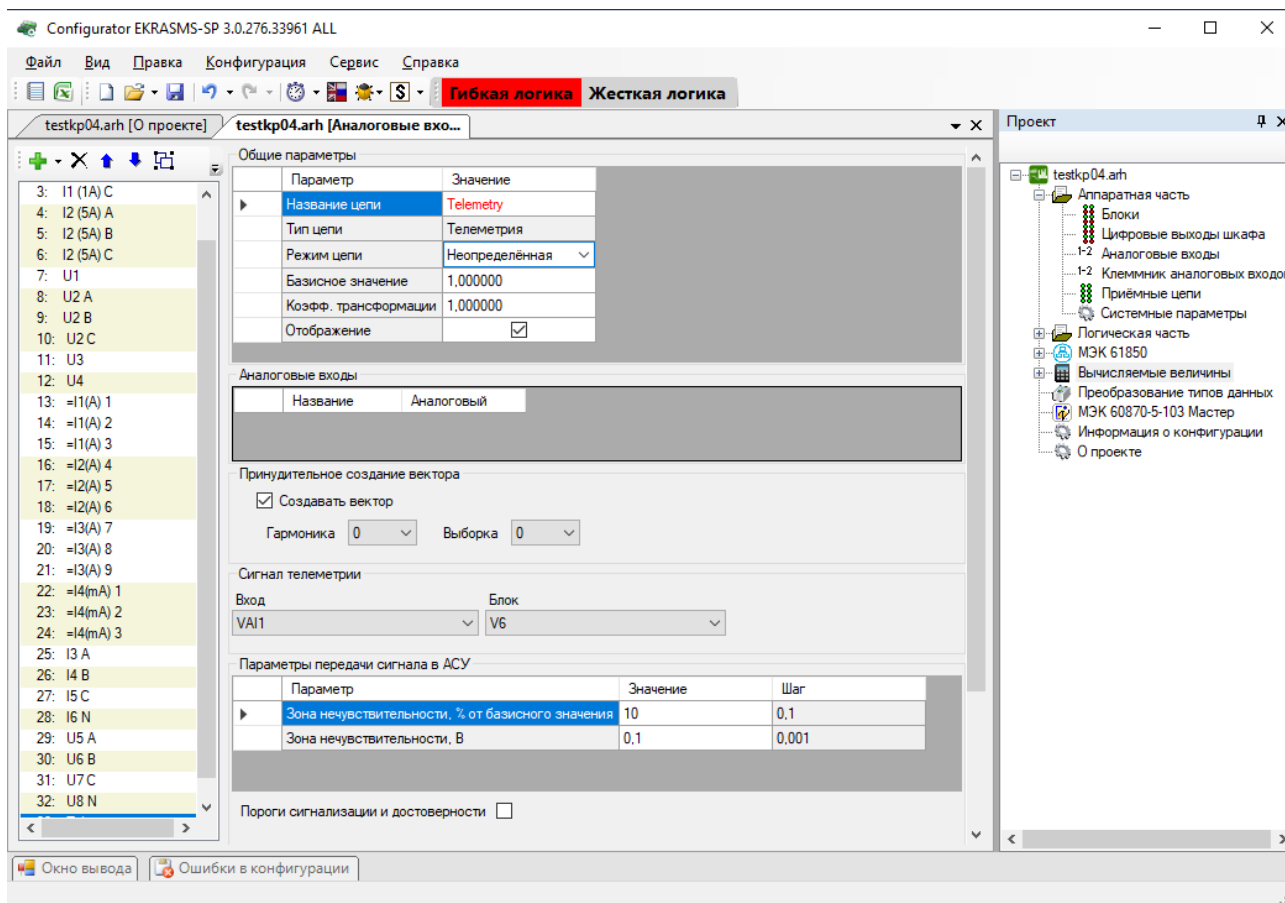 Configurator EKRASMS-SP 3.0.276.33961 ALL
Файл Вид Правка Конфигурация Сервис Справка
Гибкая логика Жесткая логика
testkp04.arh [О проекте] testkp04.arh [Аналоговые вхо...
3: I1 (1A) C
4: I2 (5A) A
5: I2 (5A) B
6: I2 (5A) C
7: U1
8: U2 A
9: U2 B
10: U2 C
11: U3
12: U4
13: =I1(A) 1
14: =I1(A) 2
15: =I1(A) 3
16: =I2(A) 4
17: =I2(A) 5
18: =I2(A) 6
19: =I3(A) 7
20: =I3(A) 8
21: =I3(A) 9
22: =I4(mA) 1
23: =I4(mA) 2
24: =I4(mA) 3
25: I3 A
26: I4 B
27: I5 C
28: I6 N
29: U5 A
30: U6 B
31: U7 C
32: U8 N
Общие параметры
Параметр Значение
Название цепи Telemetry
Тип цепи Телеметрия
Режим цепи Неопределённая
Базисное значение 1,000000
Коэфф. трансформации 1,000000
Отображение
Аналоговые входы
Название Аналоговый
Принудительное создание вектора
Создавать вектор
Гармоника 0 Выборка 0
Сигнал телеметрии
Вход Блок
VAI1 V6
Параметры передачи сигнала в АСУ
Параметр Значение Шаг
Зона нечувствительности, % от базисного значения 10 0,1
Зона нечувствительности, В 0,1 0,001
Пороги сигнализации и достоверности
Проект
testkp04.arh
Аппаратная часть
Блоки
Цифровые выходы шкафа
1-2 Аналоговые входы
1-2 Клеммник аналоговых входо
Приёмные цепи
Системные параметры
Логическая часть
МЭК 61850
Вычисляемые величины
Преобразование типов данных
МЭК 60870-5-103 Мастер
Информация о конфигурации
О проекте
Окно вывода Ошибки в конфигурации